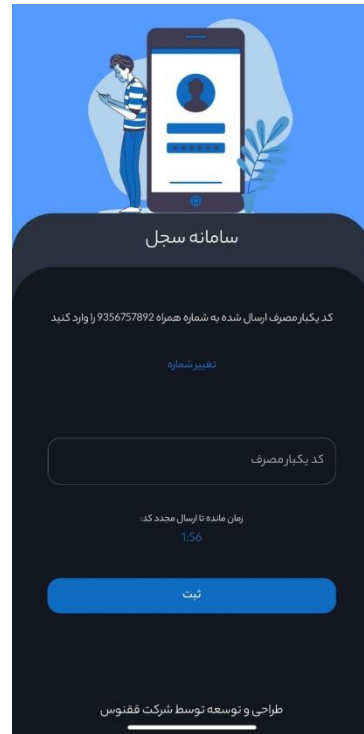 سامانه سجل
کد یکبار مصرف ارسال شده به شماره همراه 9356757892 را وارد کنید
تغییر شماره
کد یکبار مصرف
زمان مانده تا ارسال مجدد کد:
1:56
ثبت
طراحی و توسعه توسط شرکت ققنوس